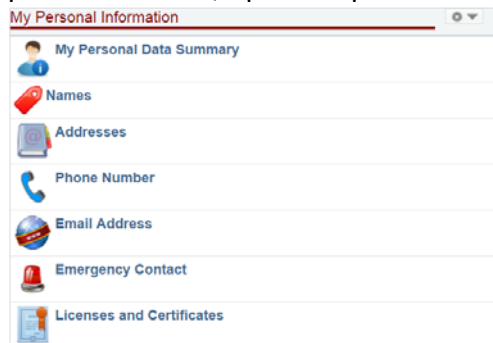 My Personal Information
My Personal Data Summary
Names
Addresses
Phone Number
Email Address
Emergency Contact
Licenses and Certificates